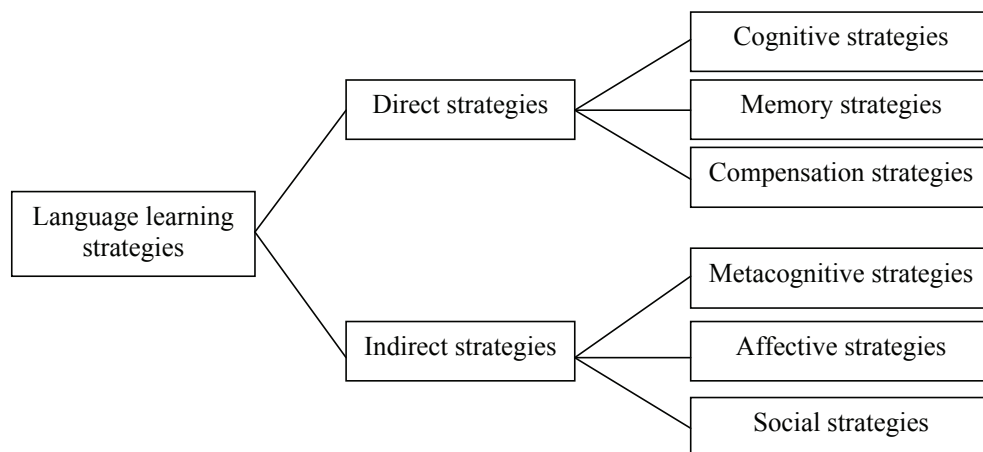 Language learning
strategies
Direct strategies
Cognitive strategies
Memory strategies
Compensation strategies
Indirect strategies
Metacognitive strategies
Affective strategies
Social strategies